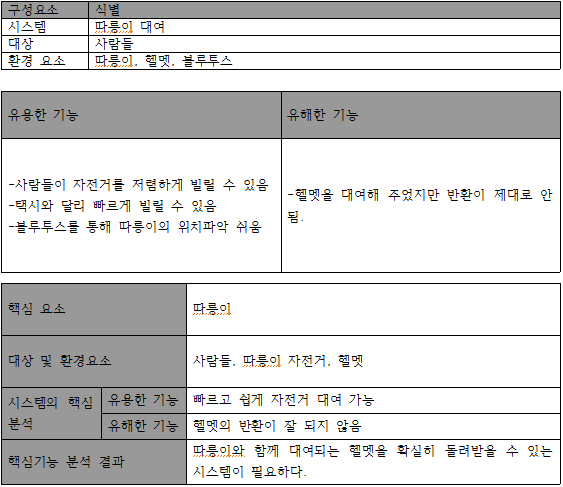 구성요소 식별
시스템 따릉이 대여
대상 사람들
환경 요소 따릉이, 헬멧, 블루투스
유용한 기능 유해한 기능
-사람들이 자전거를 저렴하게 빌릴 수 있음
-택시와 달리 빠르게 빌릴 수 있음
-블루투스를 통해 따릉이의 위치파악 쉬움
-헬멧을 대여해 주었지만 반환이 제대로 안
됨.
핵심 요소 따릉이
대상 및 환경요소 사람들, 따릉이 자전거, 헬멧
시스템의 핵심
분석
유용한 기능 빠르고 쉽게 자전거 대여 가능
유해한 기능 헬멧의 반환이 잘 되지 않음
핵심기능 분석 결과
따릉이와 함께 대여되는 헬멧을 확실히 돌려받을 수 있는
시스템이 필요하다.